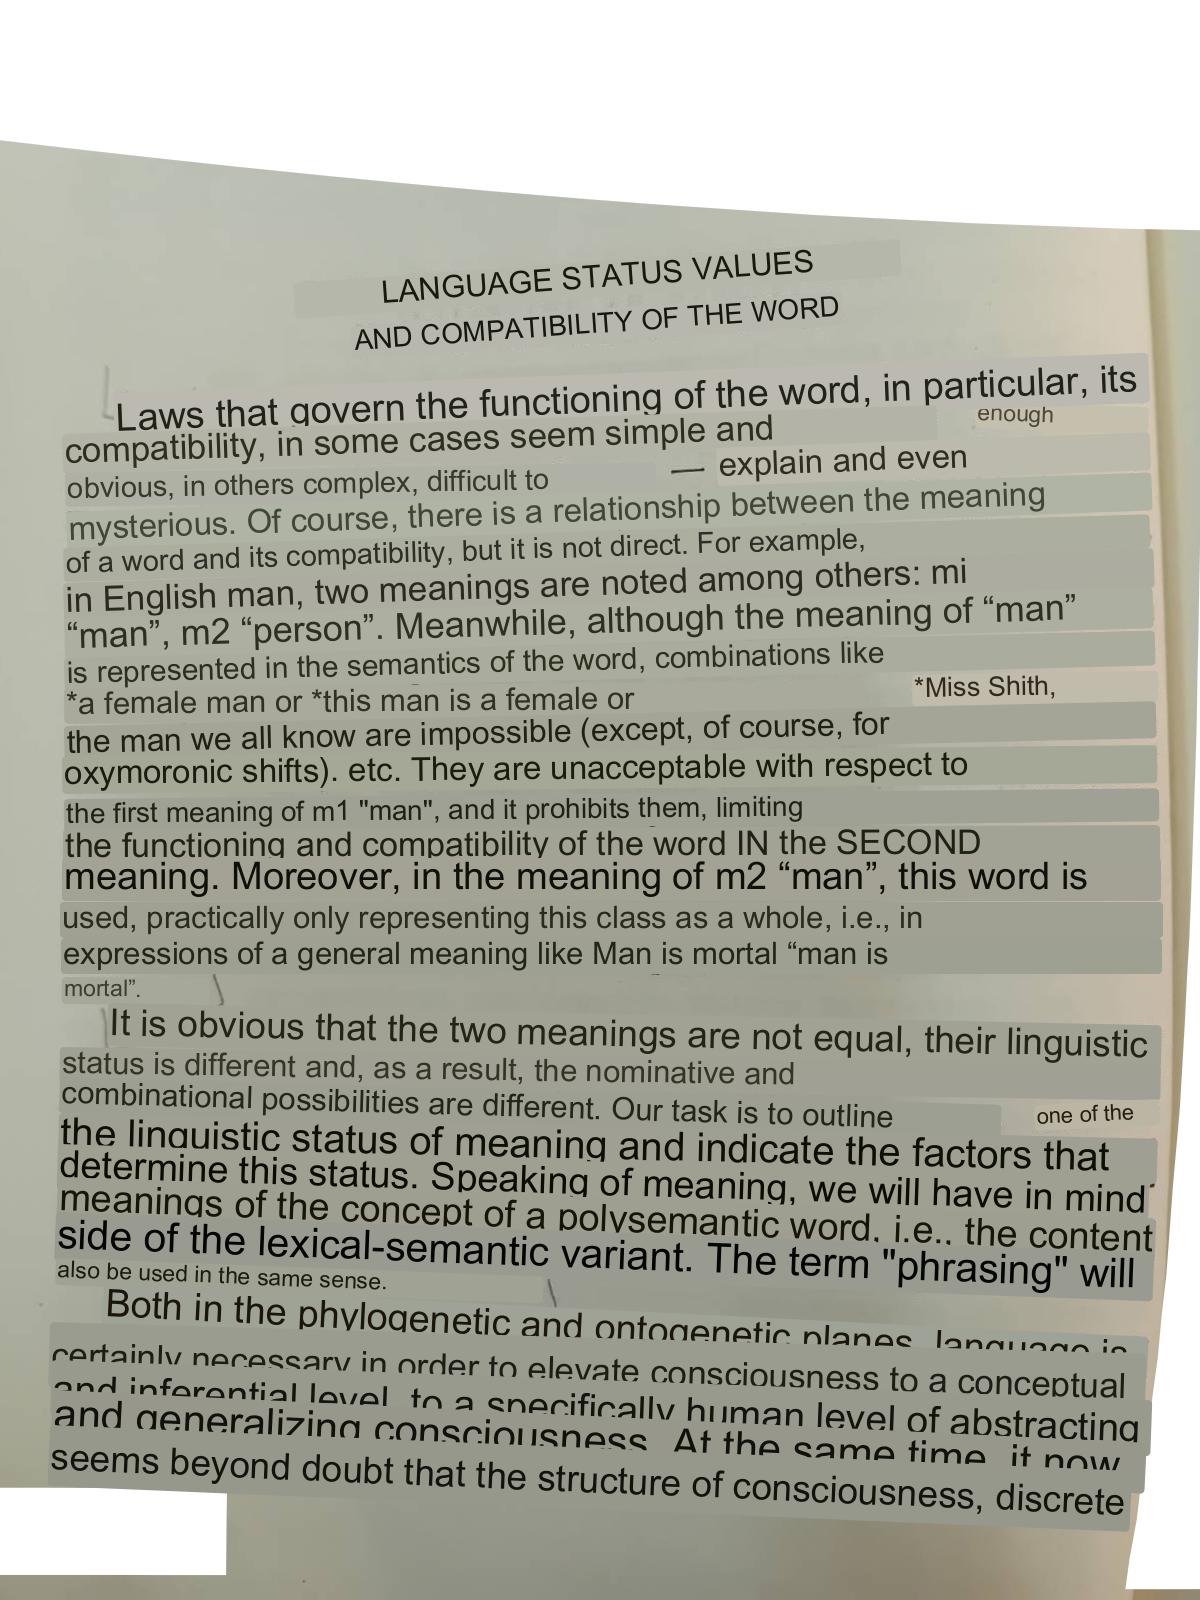 LANGUAGE STATUS VALUES
AND COMPATIBILITY OF THE WORD
Laws that govern the functioning of the word, in particular, its
compatibility, in some cases seem simple and enough
obvious, in others complex, difficult to — explain and even
mysterious. Of course, there is a relationship between the meaning
of a word and its compatibility, but it is not direct. For example,
in English man, two meanings are noted among others: mi
“man”, m2 “person”. Meanwhile, although the meaning of “man”
is represented in the semantics of the word, combinations like
*a female man or *this man is a female or *Miss Shith,
the man we all know are impossible (except, of course, for
oxymoronic shifts). etc. They are unacceptable with respect to
the first meaning of m1 "man", and it prohibits them, limiting
the functioning and compatibility of the word IN the SECOND
meaning. Moreover, in the meaning of m2 “man”, this word is
used, practically only representing this class as a whole, i.e., in
expressions of a general meaning like Man is mortal “man is
mortal”.
It is obvious that the two meanings are not equal, their linguistic
status is different and, as a result, the nominative and
combinational possibilities are different. Our task is to outline one of the
the linguistic status of meaning and indicate the factors that
determine this status. Speaking of meaning, we will have in mind
meanings of the concept of a polysemantic word, i.e., the content
side of the lexical-semantic variant. The term "phrasing" will
also be used in the same sense.
Both in the phylogenetic and ontogenetic planes, language is
certainly necessary in order to elevate consciousness to a conceptual
and inferential level, to a specifically human level of abstracting
and generalizing consciousness. At the same time, it now
seems beyond doubt that the structure of consciousness, discrete